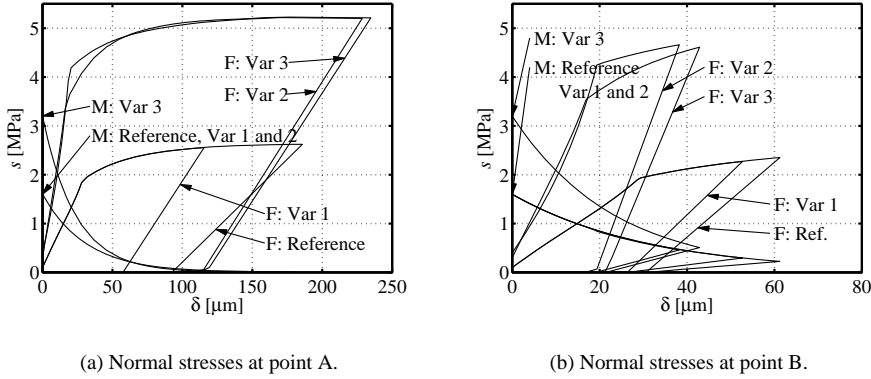 5
4
3
2
1
0
0
50
100
150
200
250
s [MPa]
δ [µm]
F: Var 3
F: Var 2
M: Var 3
M: Reference, Var 1 and 2
F: Var 1
F: Reference
(a) Normal stresses at point A.
5
4
3
2
1
0
0
20
40
60
80
s [MPa]
δ [µm]
M: Var 3
M: Reference
Var 1 and 2
F: Var 2
F: Var 3
F: Var 1
F: Ref.
(b) Normal stresses at point B.